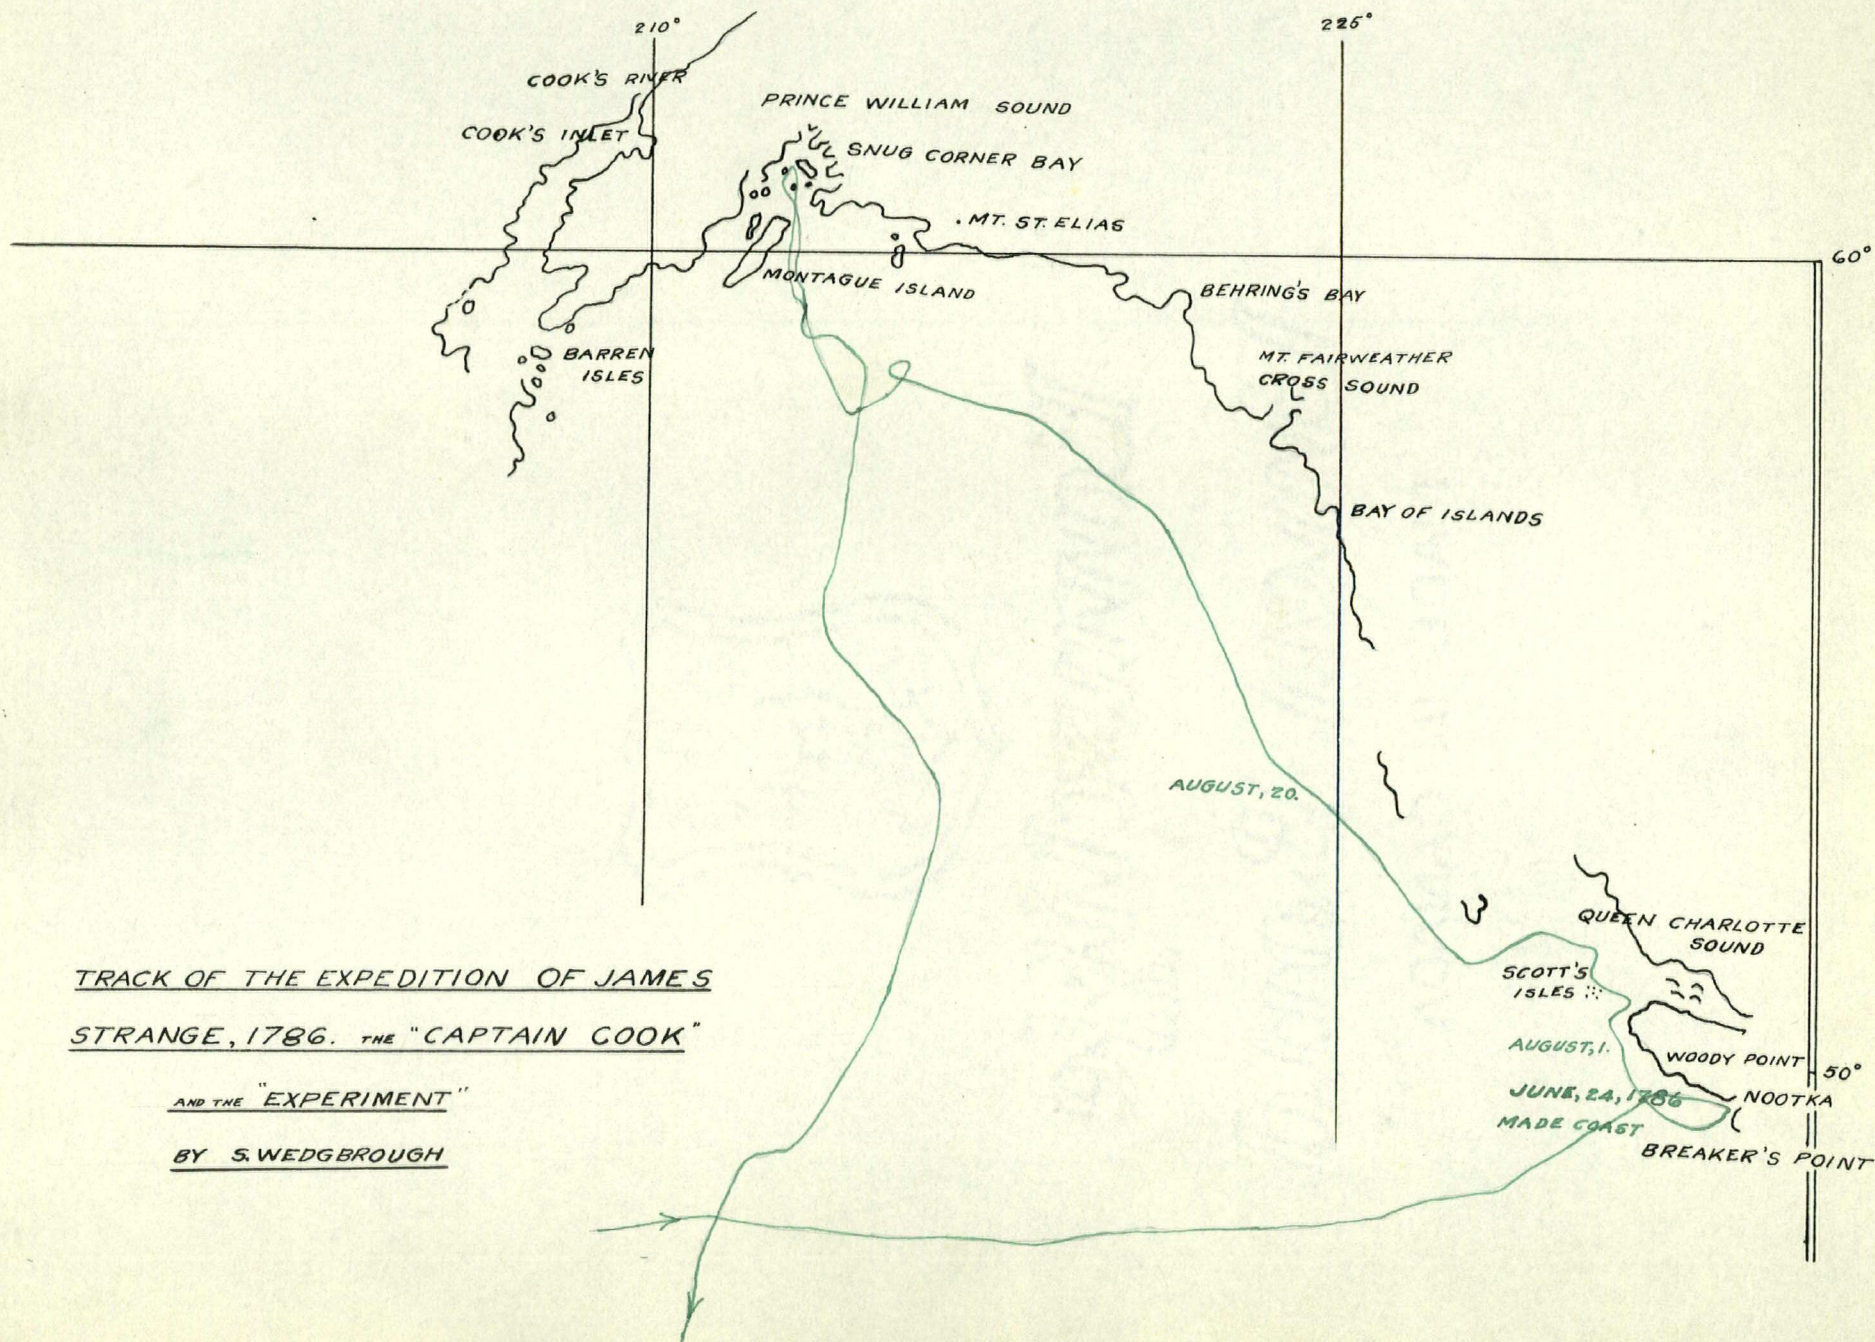 210°
225°
COOK'S RIVER
COOK'S INLET
PRINCE WILLIAM SOUND
SNUG CORNER BAY
MT. ST. ELIAS
60°
MONTAGUE ISLAND
BEHRING'S BAY
BARREN
ISLES
MT. FAIRWEATHER
CROSS SOUND
BAY OF ISLANDS
AUGUST, 20.
QUEEN CHARLOTTE
SOUND
SCOTT'S
ISLES
AUGUST, 1.
WOODY POINT
50°
JUNE, 24, 1786
MADE COAST
NOOTKA
BREAKER'S POINT
TRACK OF THE EXPEDITION OF JAMES
STRANGE, 1786. THE "CAPTAIN COOK"
AND THE "EXPERIMENT"
BY S. WEDGBROUGH